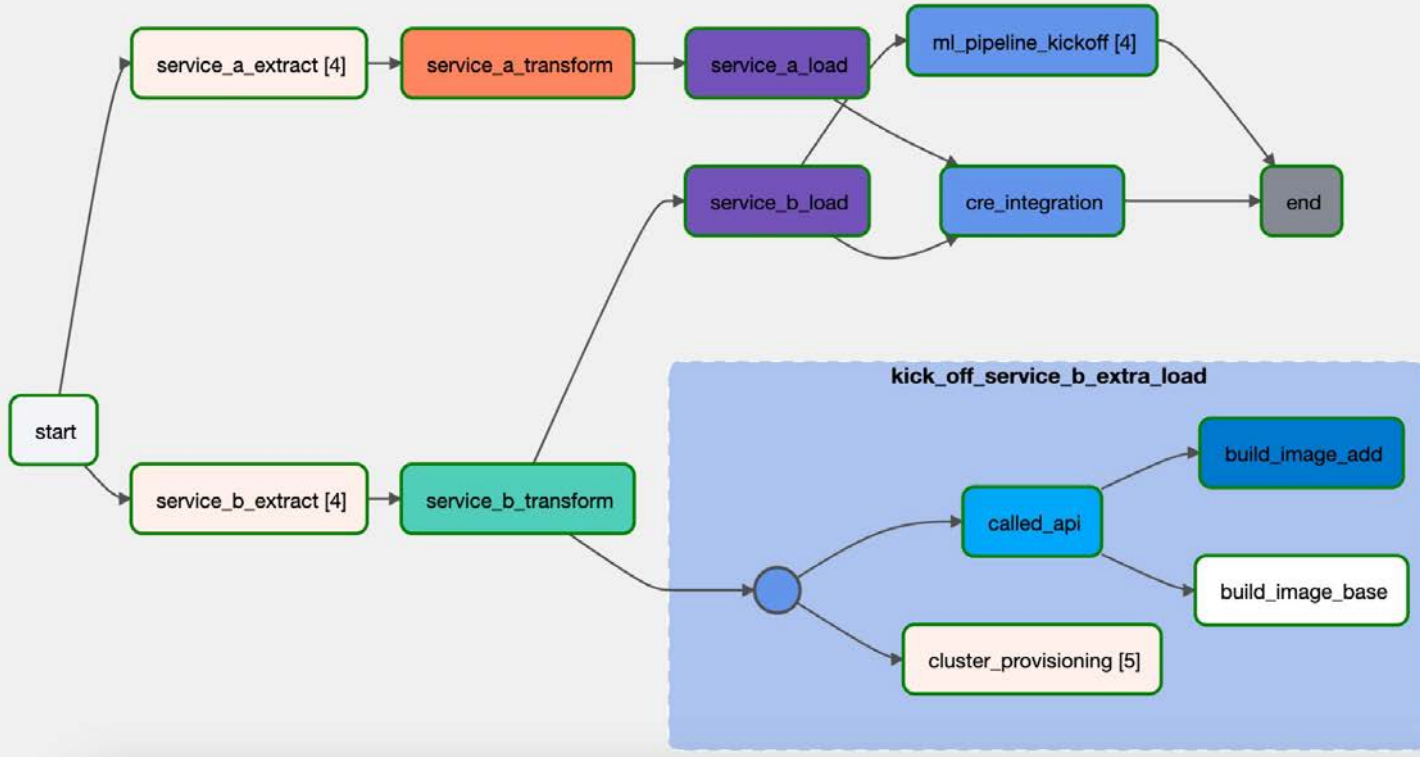 ml_pipeline_kickoff [4]
service_a_extract [4]
service_a_transform
service_a_load
service_b_load
cre_integration
end
kick_off_service_b_extra_load
start
build_image_add
service_b_extract [4]
service_b_transform
called_api
build_image_base
cluster_provisioning [5]